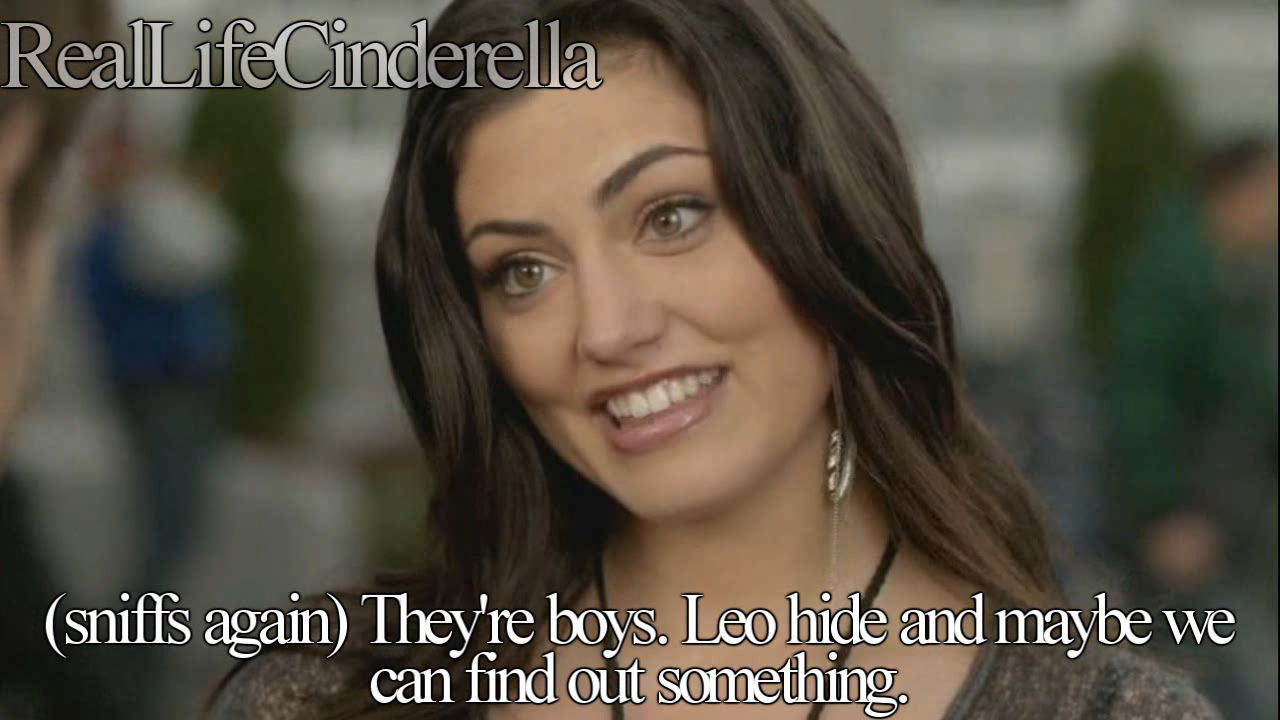 RealLifeCinderella
(sniffs again) They're boys. Leo hide and maybe we
can find out something.